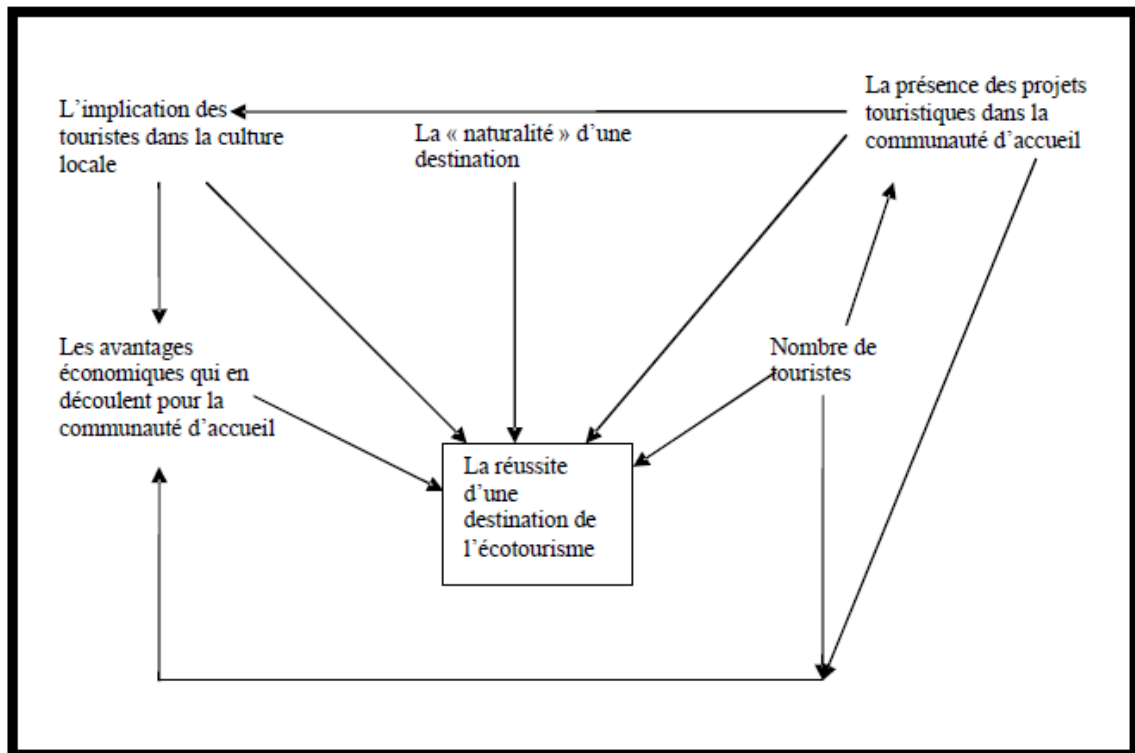 L’implication des
touristes dans la culture
locale
La « naturalité » d’une
destination
La présence des projets
touristiques dans la
communauté d’accueil
Les avantages
économiques qui en
découlent pour la
communauté d’accueil
Nombre de
touristes
La réussite
d’une
destination de
l’écotourisme